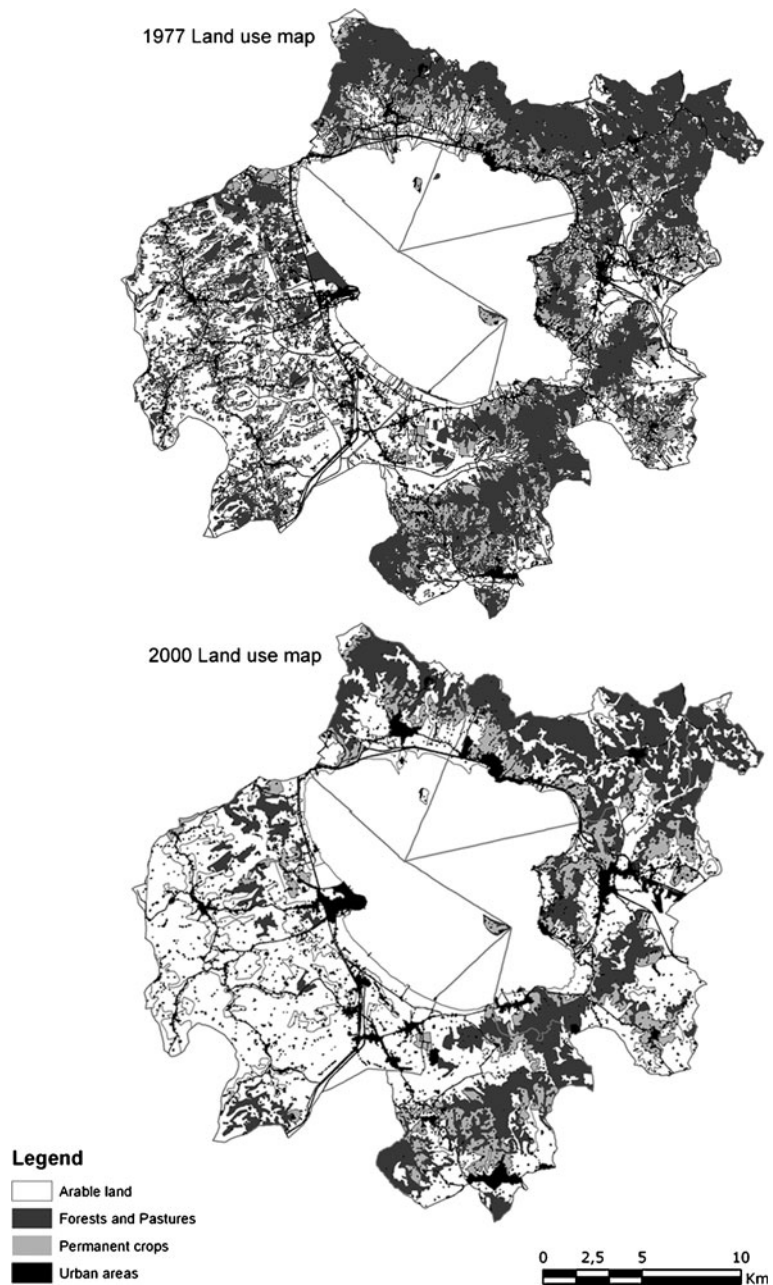 1977 Land use map
2000 Land use map
Legend
Arable land
Forests and Pastures
Permanent crops
Urban areas
0 2,5 5 10
Km